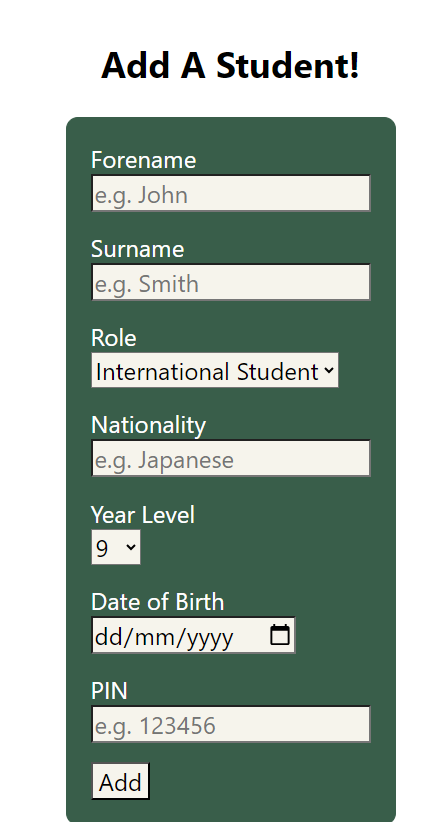 Add A Student!
Forename
e.g. John
Surname
e.g. Smith
Role
International Student
Nationality
e.g. Japanese
Year Level
9
Date of Birth
dd/mm/yyyy
PIN
e.g. 123456
Add